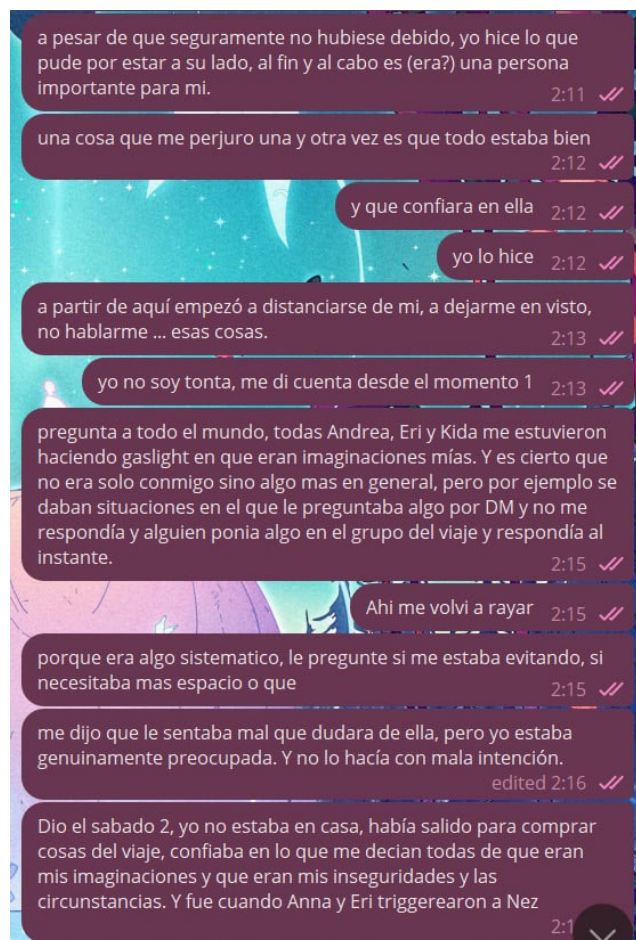 a pesar de que seguramente no hubiese debido, yo hice lo que
pude por estar a su lado, al fin y al cabo es (era?) una persona
importante para mi.
2:11
una cosa que me perjuro una y otra vez es que todo estaba bien
2:12
y que confiara en ella 2:12
yo lo hice 2:12
a partir de aquí empezó a distanciarse de mi, a dejarme en visto,
no hablarme ... esas cosas.
2:13
yo no soy tonta, me di cuenta desde el momento 1 2:13
pregunta a todo el mundo, todas Andrea, Eri y Kida me estuvieron
haciendo gaslight en que eran imaginaciones mías. Y es cierto que
no era solo conmigo sino algo mas en general, pero por ejemplo se
daban situaciones en el que le preguntaba algo por DM y no me
respondía y alguien ponia algo en el grupo del viaje y respondía al
instante.
2:15
Ahi me volvi a rayar 2:15
porque era algo sistematico, le pregunte si me estaba evitando, si
necesitaba mas espacio o que
2:15
me dijo que le sentaba mal que dudara de ella, pero yo estaba
genuinamente preocupada. Y no lo hacía con mala intención.
edited 2:16
Dio el sabado 2, yo no estaba en casa, había salido para comprar
cosas del viaje, confiaba en lo que me decian todas de que eran
mis imaginaciones y que eran mis inseguridades y las
circunstancias. Y fue cuando Anna y Eri triggerearon a Nez